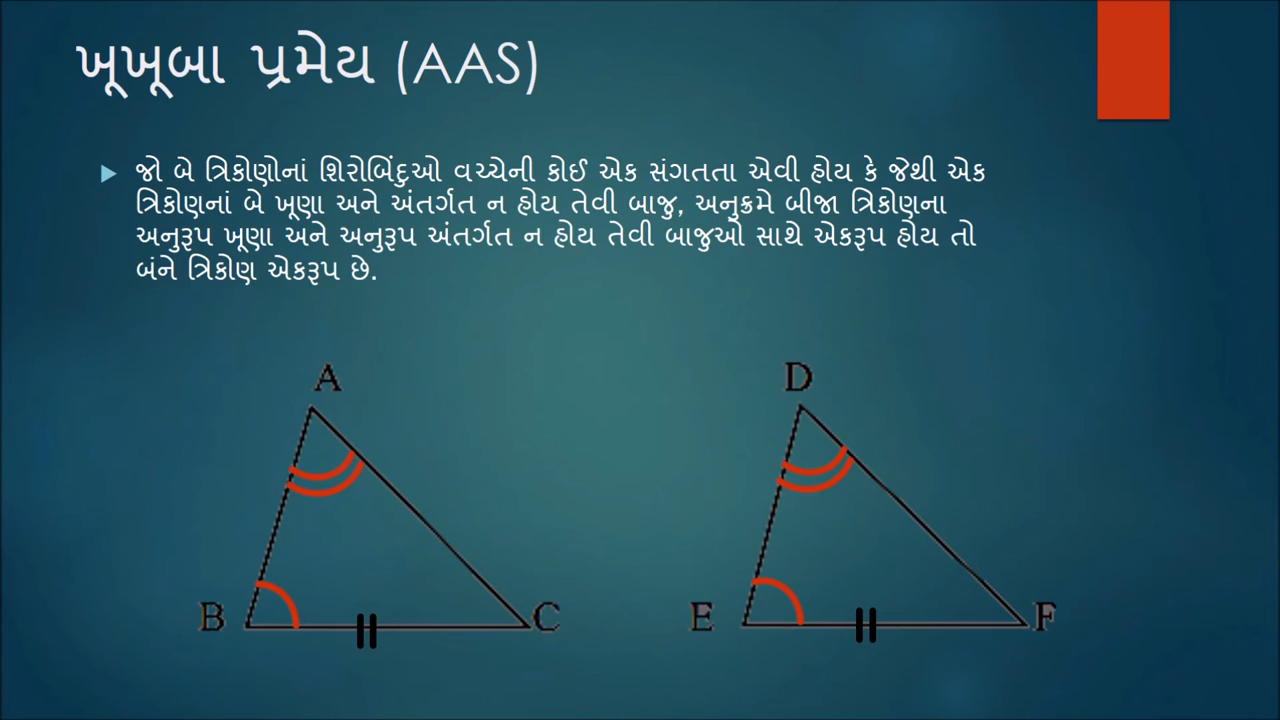 ખૂખૂબા પ્રમેય (AAS)
જો બે ત્રિકોણોનાં શિરોબિંદુઓ વચ્ચેની કોઈ એક સંગતતા એવી હોય કે જેથી એક
ત્રિકોણનાં બે ખૂણા અને અંતર્ગત ન હોય તેવી બાજુ, અનુક્રમે બીજા ત્રિકોણના
અનુરૂપ ખૂણા અને અનુરૂપ અંતર્ગત ન હોય તેવી બાજુઓ સાથે એકરૂપ હોય તો
બંને ત્રિકોણ એકરૂપ છે.
A
D
B
C
E
F